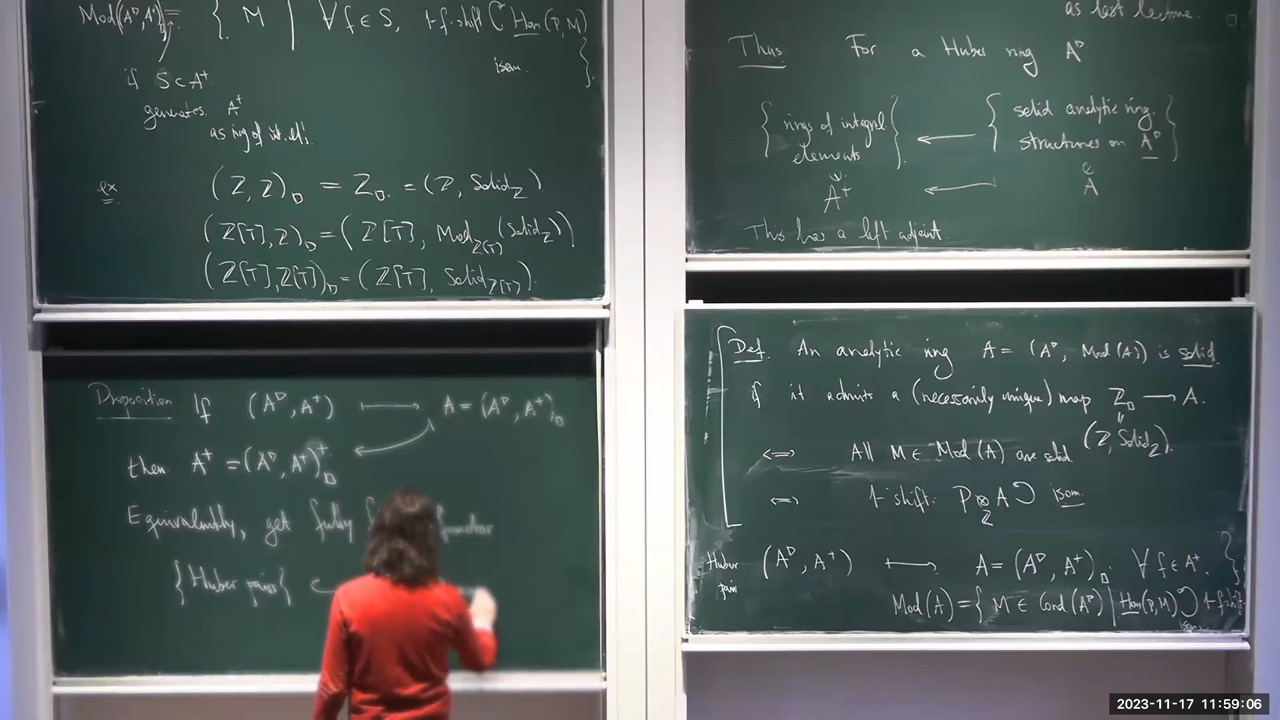 Mod(A^▷, A^+)_□ = { M | ∀ f ∈ S, 1-f·shift ↻ Hom(P, M) isom. }
if S ⊂ A^+
generates A^+
as ring of int. el's.
ex (Z, Z)_□ = Z_□ = (Z, Solid_Z)
(Z[T], Z)_□ = (Z[T], Mod_Z[T](Solid_Z))
(Z[T], Z[T])_□ = (Z[T], Solid_Z[T]).
Proposition If (A^▷, A^+) ⟼ A = (A^▷, A^+)_□
then A^+ = (A^▷, A^+)_□^+
Equivalently, get fully functor
{Huber pairs}
as last lecture. □
Thus: For a Huber ring A^▷
{ rings of integral elements } ⟵ { solid analytic ring structures on A^▷ }
A^+ ⟵ A
This has a left adjoint.
Def. An analytic ring A = (A^▷, Mod(A)) is solid
if it admits a (necessarily unique) map Z_□ → A.
(Z, Solid_Z).
⟺ All M ∈ Mod(A) are solid
⟺ 1-shift: P ⊗_Z A ↻ isom
Huber pair (A^▷, A^+) ⟼ A = (A^▷, A^+)_□ ∀ f ∈ A^+. }
Mod(A) = { M ∈ Cond(A^▷) | Hom(P, M) ↻ 1-f·shift isom
2023-11-17 11:59:06